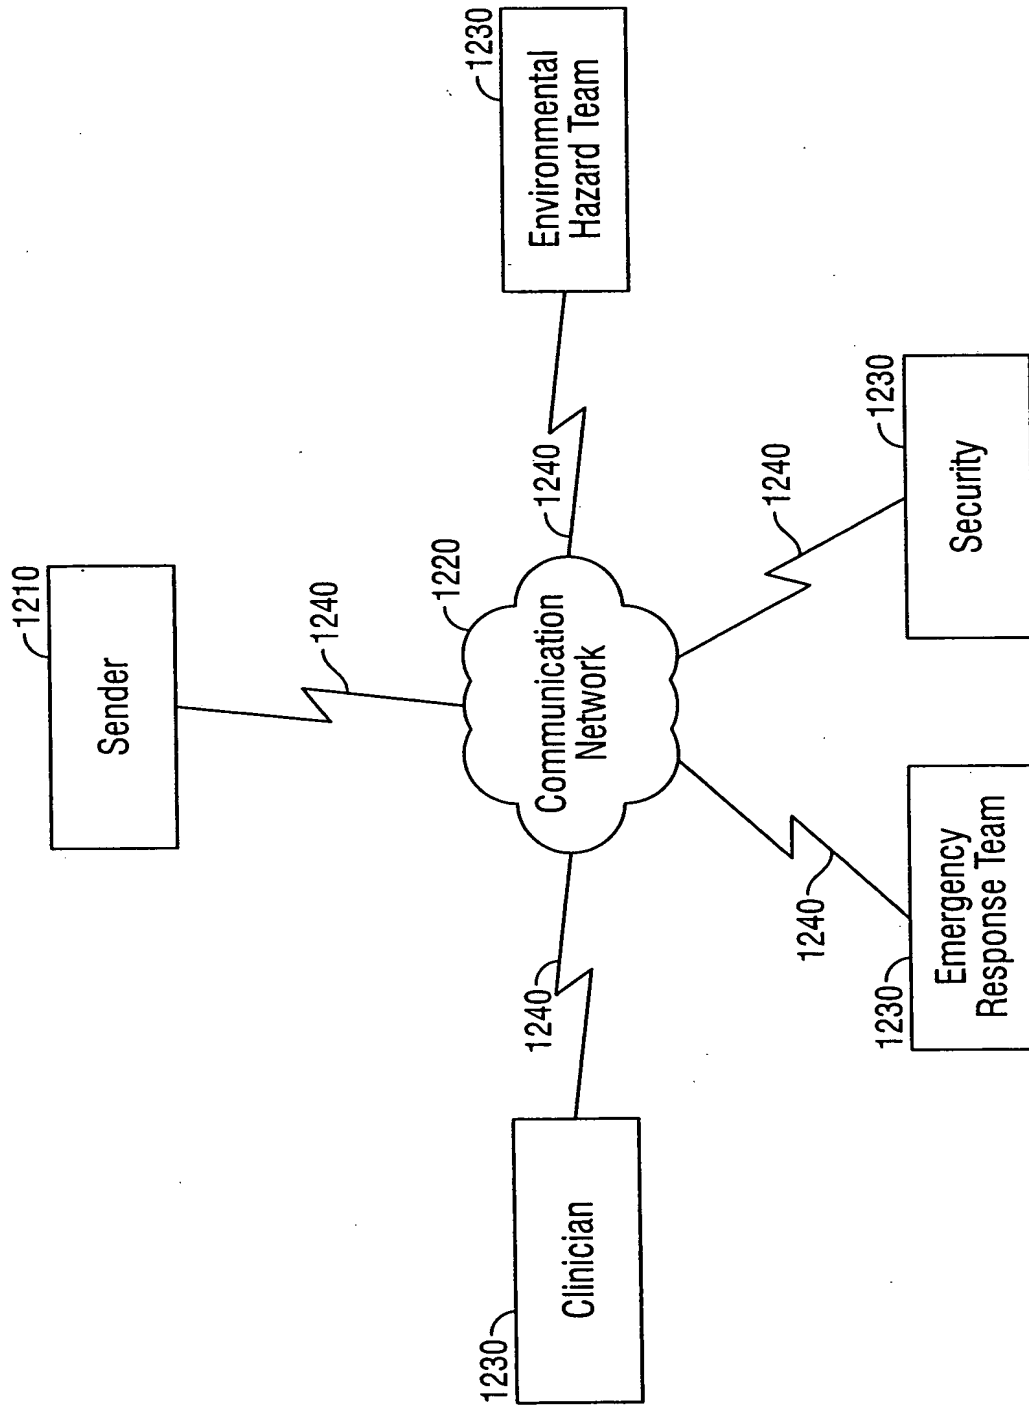 1210
Sender
1240
1220
Communication
Network
1240
Clinician
1230
1240
Environmental
Hazard Team
1230
1240
Emergency
Response Team
1230
1240
Security
1230